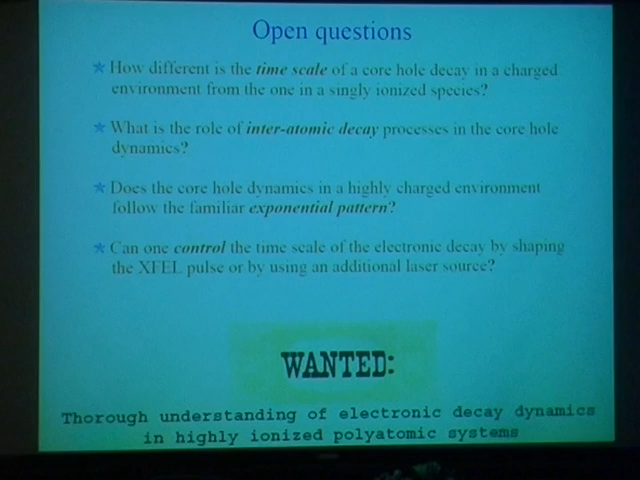 Open questions
* How different is the time scale of a core hole decay in a charged
environment from the one in a singly ionized species?
* What is the role of inter-atomic decay processes in the core hole
dynamics?
* Does the core hole dynamics in a highly charged environment
follow the familiar exponential pattern?
* Can one control the time scale of the electronic decay by shaping
the XFEL pulse or by using an additional laser source?
WANTED:
Thorough understanding of electronic decay dynamics
in highly ionized polyatomic systems